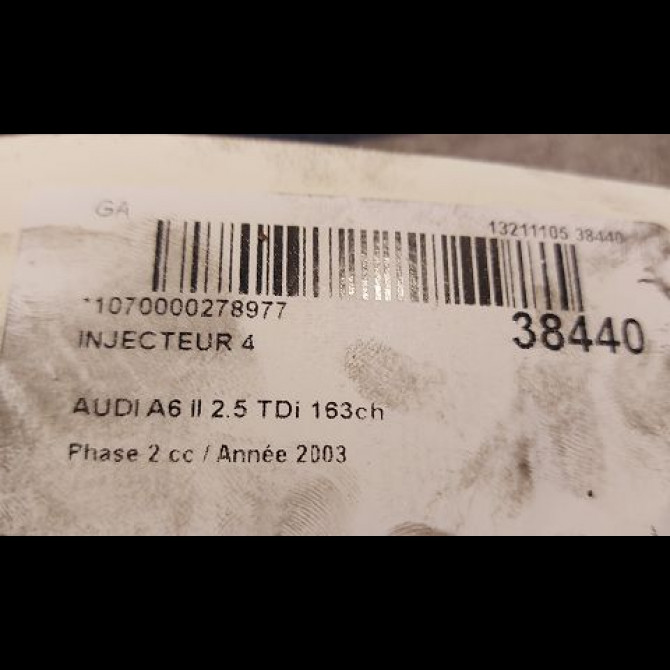 GA
13211105 38440
*1070000278977
38440
INJECTEUR 4
AUDI A6 II 2.5 TDi 163ch
Phase 2 cc / Année 2003